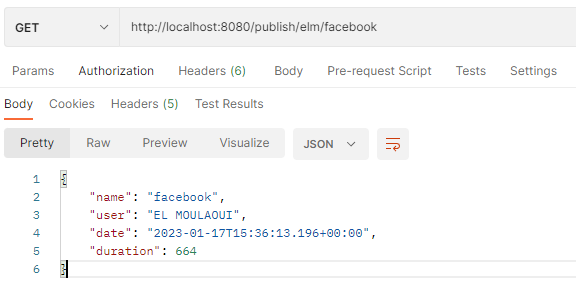 GET http://localhost:8080/publish/elm/facebook
Params Authorization Headers (6) Body Pre-request Script Tests Settings
Body Cookies Headers (5) Test Results
Pretty Raw Preview Visualize JSON
1 {
2 "name": "facebook",
3 "user": "EL MOULAOUI",
4 "date": "2023-01-17T15:36:13.196+00:00",
5 "duration": 664
6 }